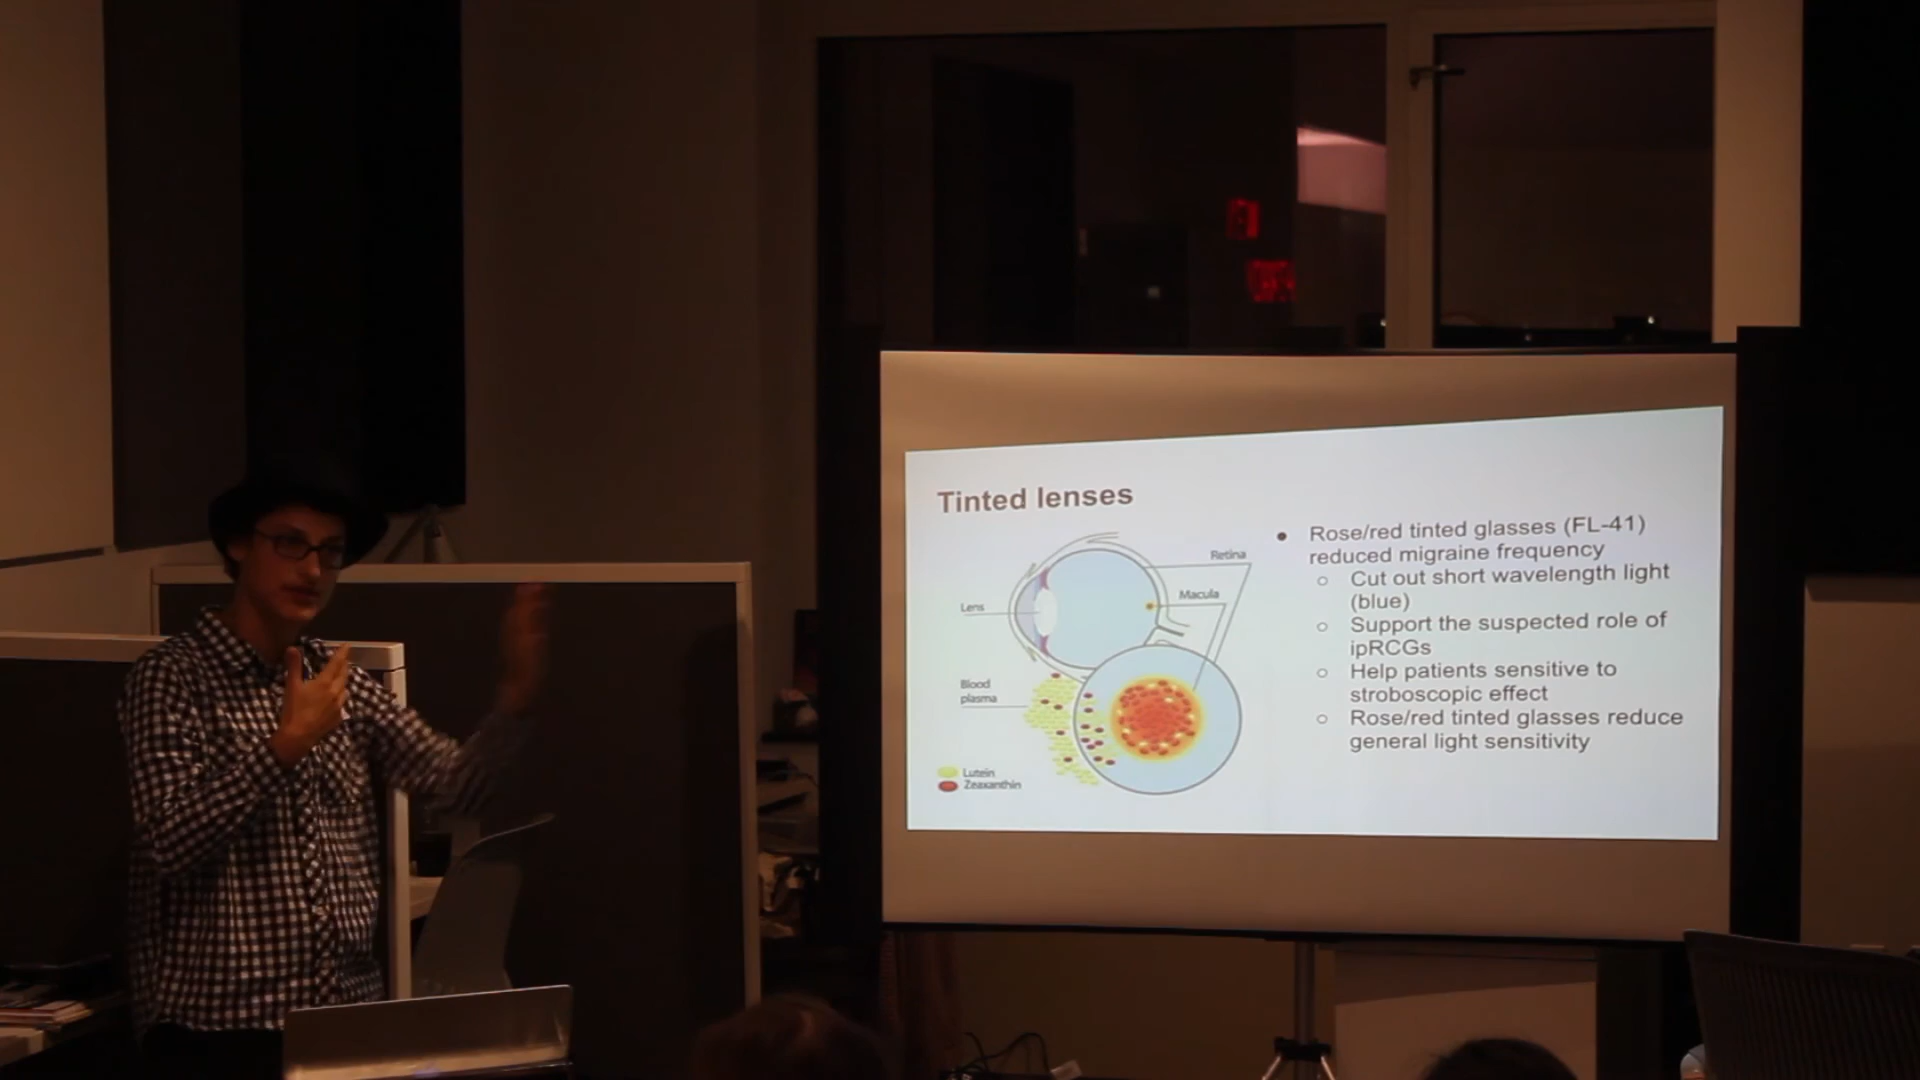 Tinted lenses
Retina
Macula
Lens
Blood
plasma
Lutein
Zeaxanthin
● Rose/red tinted glasses (FL-41)
reduced migraine frequency
○ Cut out short wavelength light
(blue)
○ Support the suspected role of
ipRCGs
○ Help patients sensitive to
stroboscopic effect
○ Rose/red tinted glasses reduce
general light sensitivity